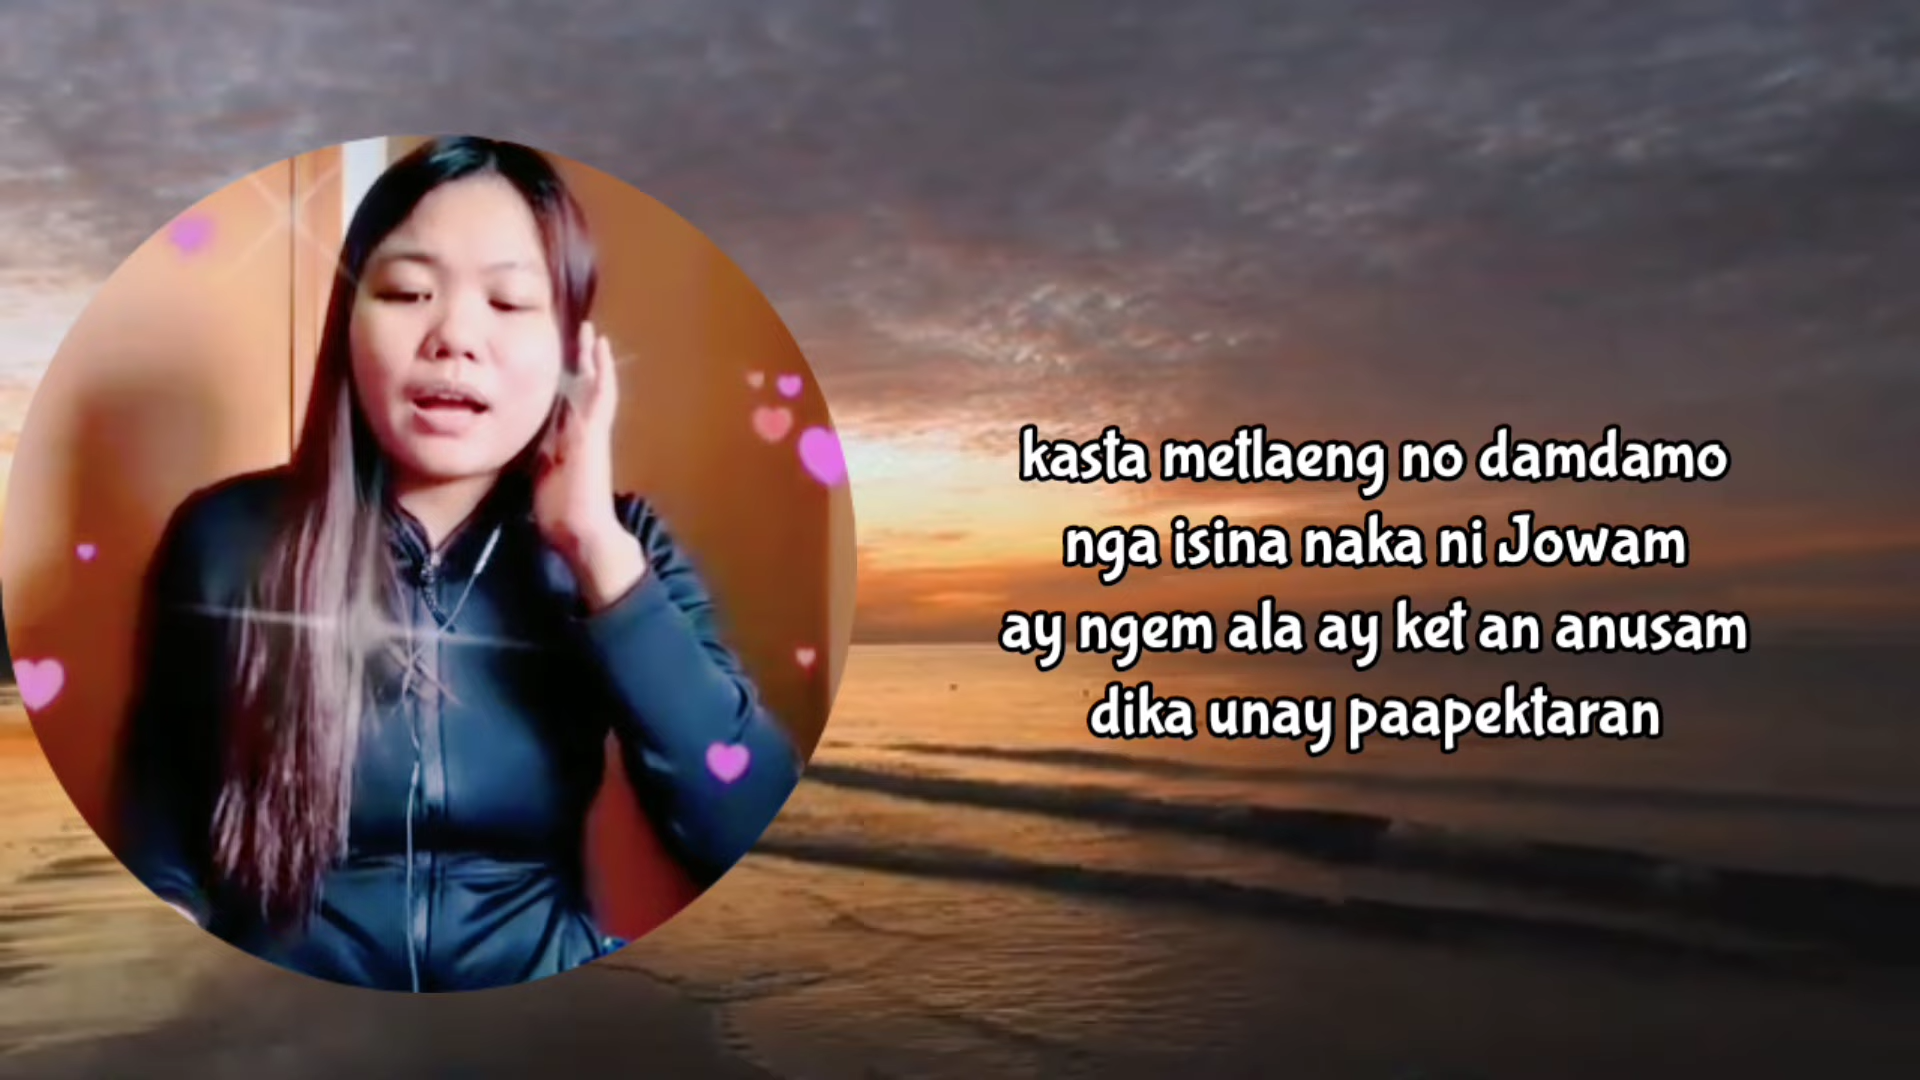 kasta metlaeng no damdamo
nga isina naka ni Jowam
ay ngem ala ay ket an anusam
dika unay paapektaran